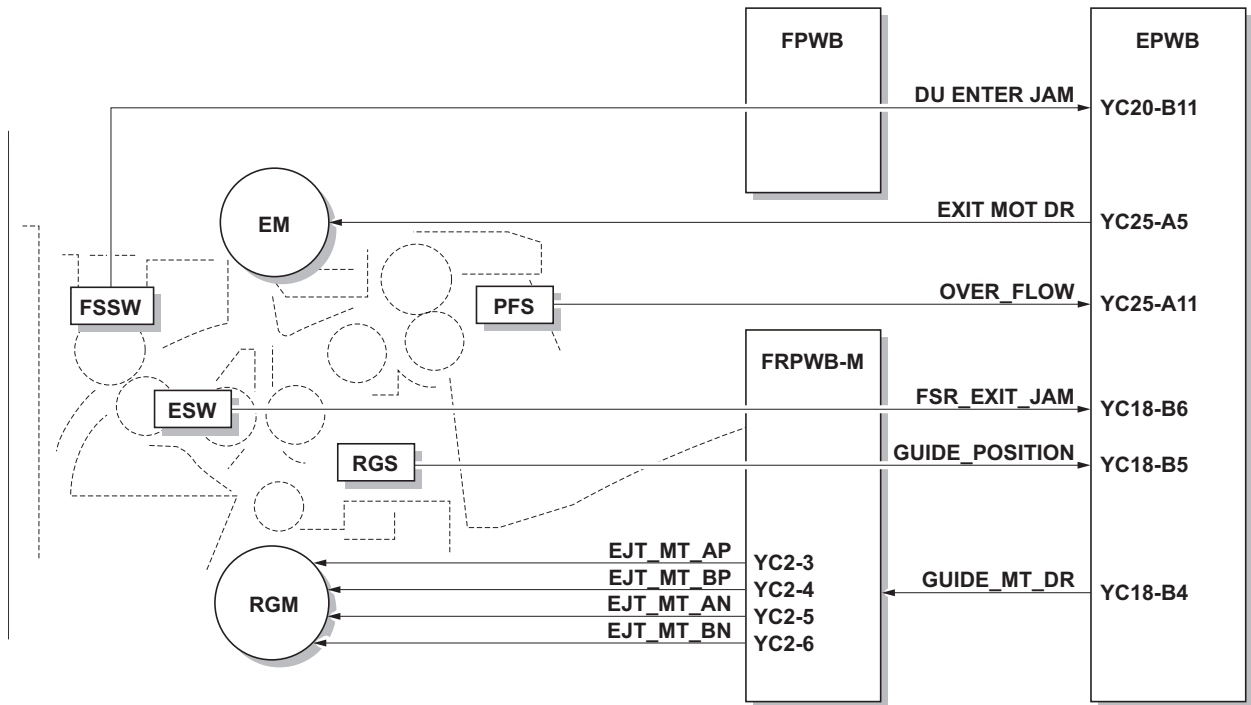 FPWB
EPWB
DU ENTER JAM
YC20-B11
EM
EXIT MOT DR
YC25-A5
FSSW
PFS
OVER_FLOW
YC25-A11
FRPWB-M
ESW
FSR_EXIT_JAM
YC18-B6
RGS
GUIDE_POSITION
YC18-B5
EJT_MT_AP
YC2-3
EJT_MT_BP
YC2-4
GUIDE_MT_DR
YC18-B4
RGM
EJT_MT_AN
YC2-5
EJT_MT_BN
YC2-6